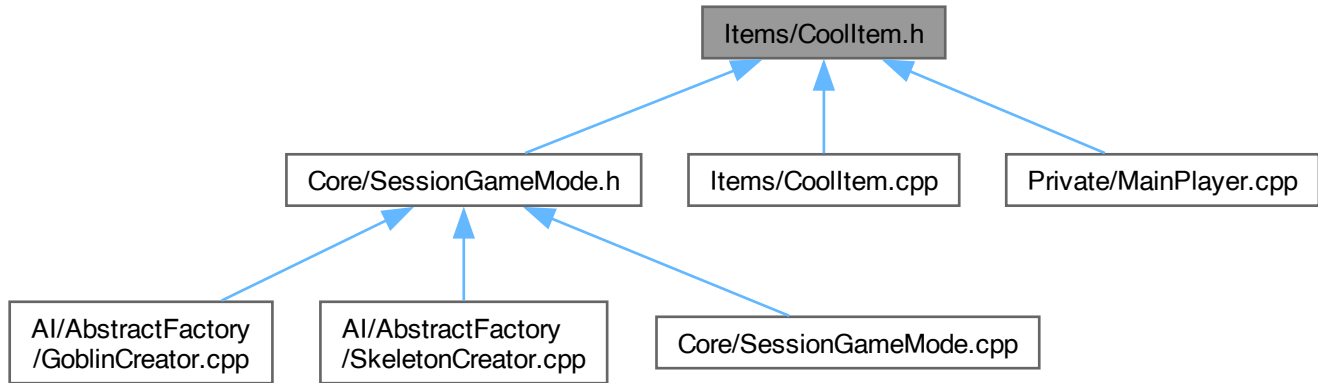 Items/CoolItem.h
Core/SessionGameMode.h
Items/CoolItem.cpp
Private/MainPlayer.cpp
AI/AbstractFactory
/GoblinCreator.cpp
AI/AbstractFactory
/SkeletonCreator.cpp
Core/SessionGameMode.cpp